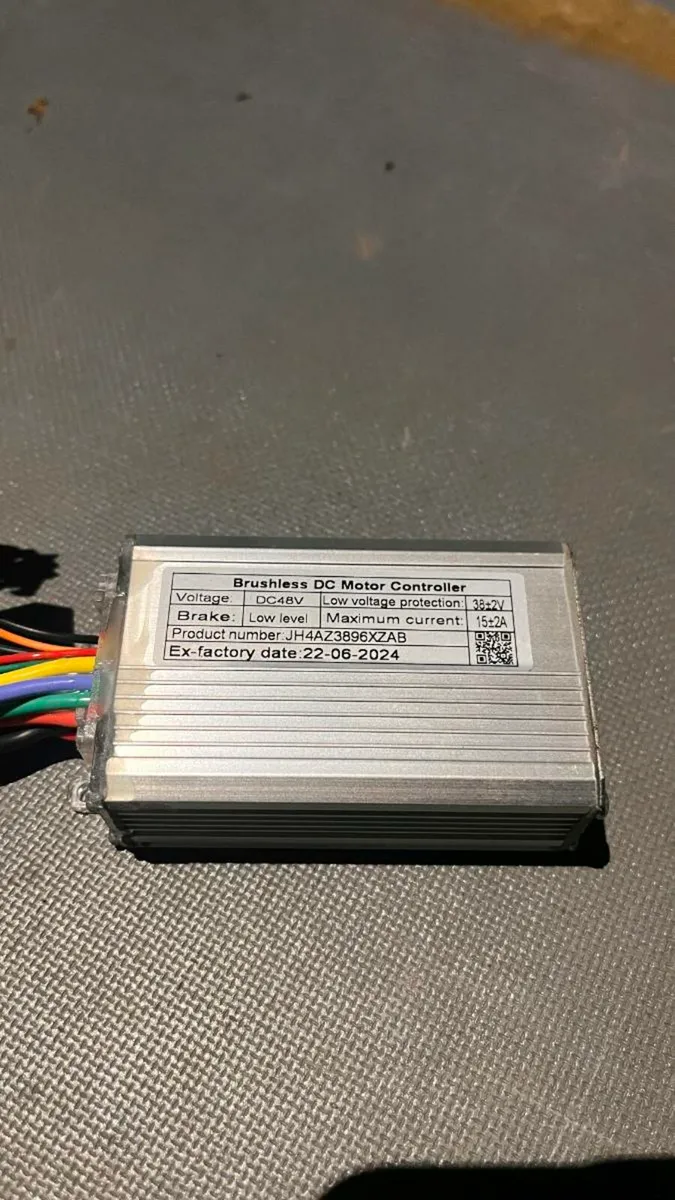 Brushless DC Motor Controller
Voltage: DC48V Low voltage protection: 38±2V
Brake: Low level Maximum current: 15±2A
Product number:JH4AZ3896XZAB
Ex-factory date:22-06-2024